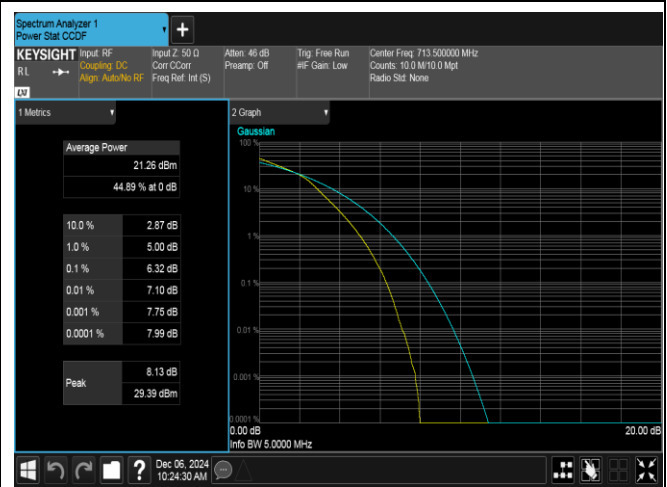 Spectrum Analyzer 1
Power Stat CCDF
+
KEYSIGHT
RL
LXI
Input: RF
Coupling: DC
Align: Auto/No RF
Input Z: 50 Ω
Corr CCorr
Freq Ref: Int (S)
Atten: 46 dB
Preamp: Off
Trig: Free Run
#IF Gain: Low
Center Freq: 713.500000 MHz
Counts: 10.0 M/10.0 Mpt
Radio Std: None
1 Metrics
Average Power
21.26 dBm
44.89 % at 0 dB
10.0 % 2.87 dB
1.0 % 5.00 dB
0.1 % 6.32 dB
0.01 % 7.10 dB
0.001 % 7.75 dB
0.0001 % 7.99 dB
Peak
8.13 dB
29.39 dBm
2 Graph
Gaussian
100 %
10 %
1 %
0.1 %
0.01 %
0.001 %
0.0001 %
0.00 dB 20.00 dB
Info BW 5.0000 MHz
?
Dec 06, 2024
10:24:30 AM